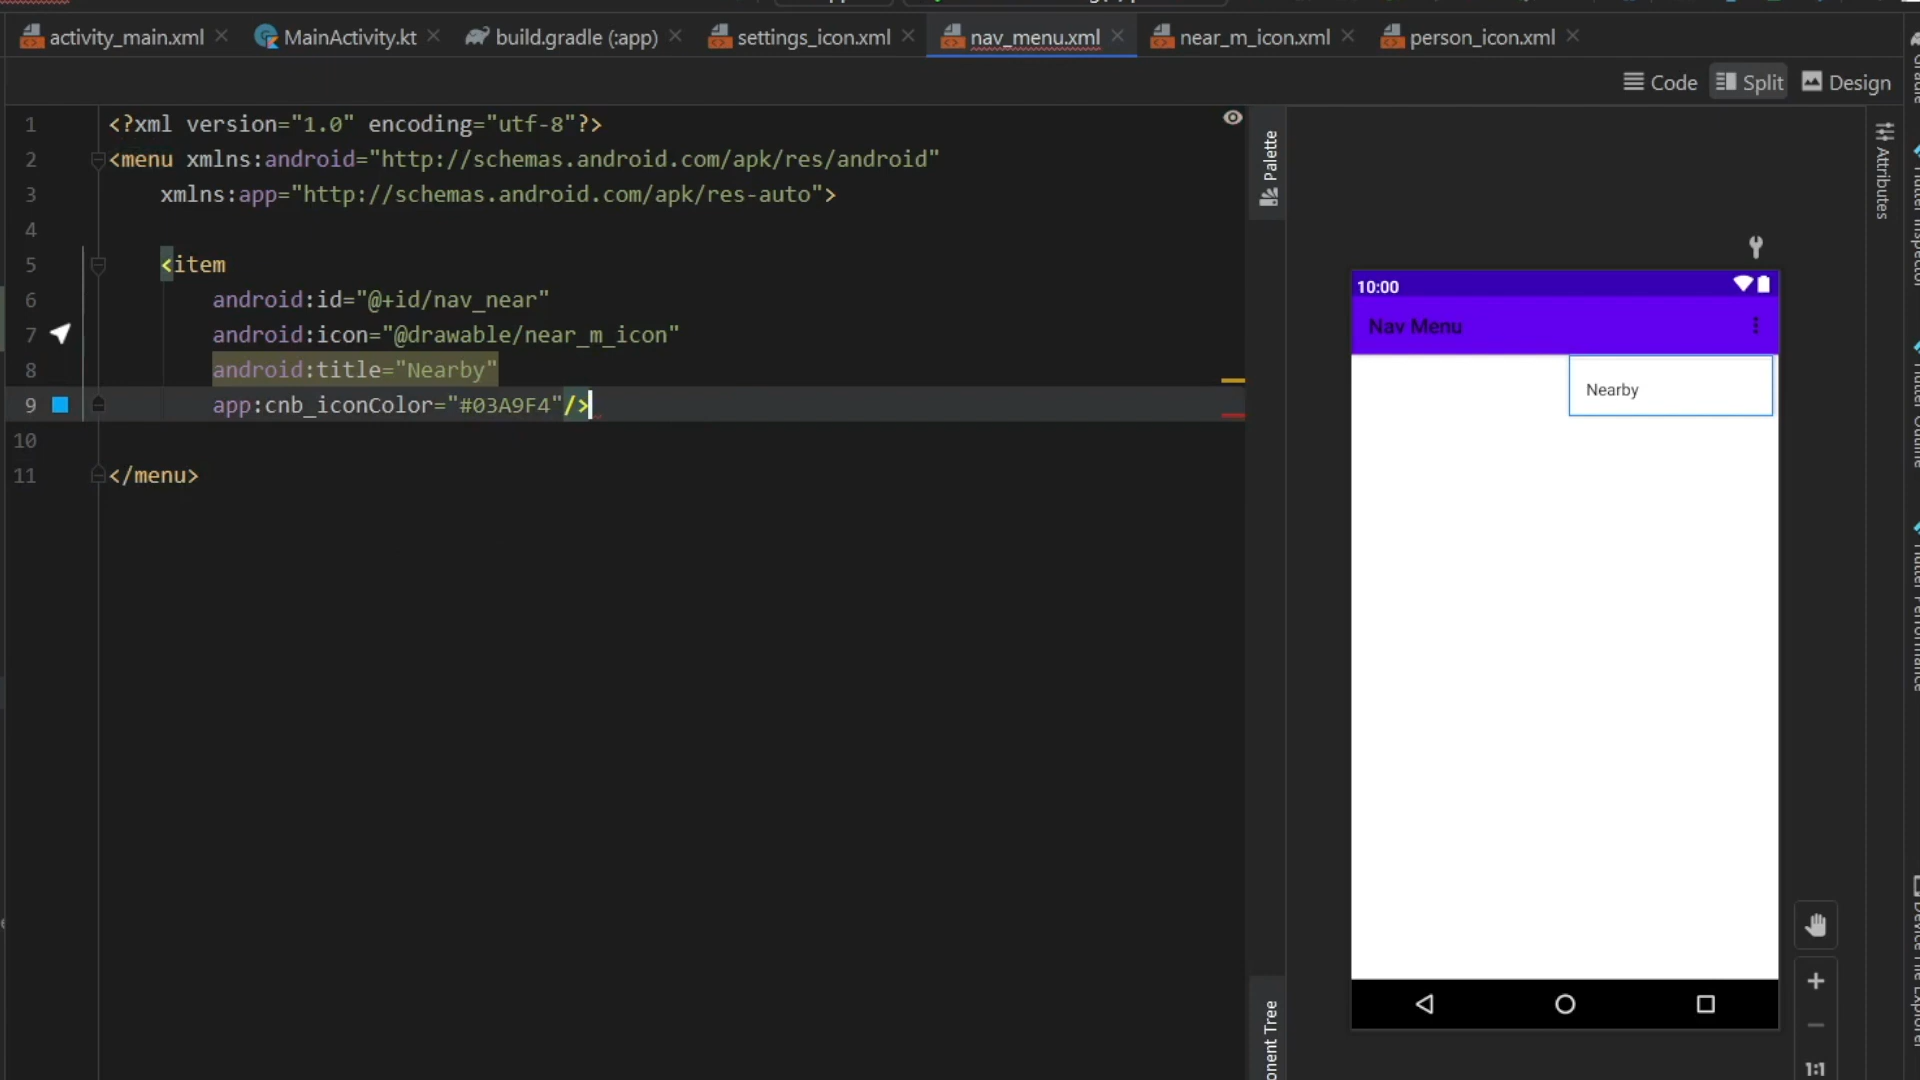 activity_main.xml
MainActivity.kt
build.gradle (:app)
settings_icon.xml
nav_menu.xml
near_m_icon.xml
person_icon.xml
Code
Split
Design
1 <?xml version="1.0" encoding="utf-8"?>
2 <menu xmlns:android="http://schemas.android.com/apk/res/android"
3 xmlns:app="http://schemas.android.com/apk/res-auto">
4
5 <item
6 android:id="@+id/nav_near"
7 android:icon="@drawable/near_m_icon"
8 android:title="Nearby"
9 app:cnb_iconColor="#03A9F4"/>
10
11 </menu>
Palette
10:00
Nav Menu
Nearby
Attributes
1:1